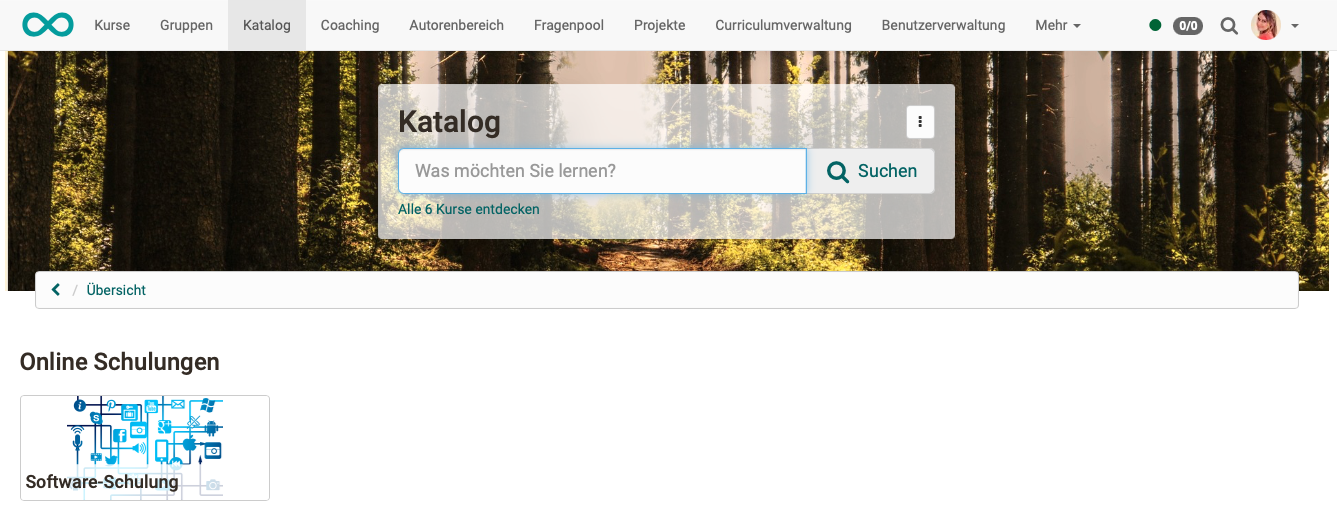 Kurse Gruppen Katalog Coaching Autorenbereich Fragenpool Projekte Curriculumverwaltung Benutzerverwaltung Mehr 0/0
Katalog
Was möchten Sie lernen? Suchen
Alle 6 Kurse entdecken
/ Übersicht
Online Schulungen
Software-Schulung